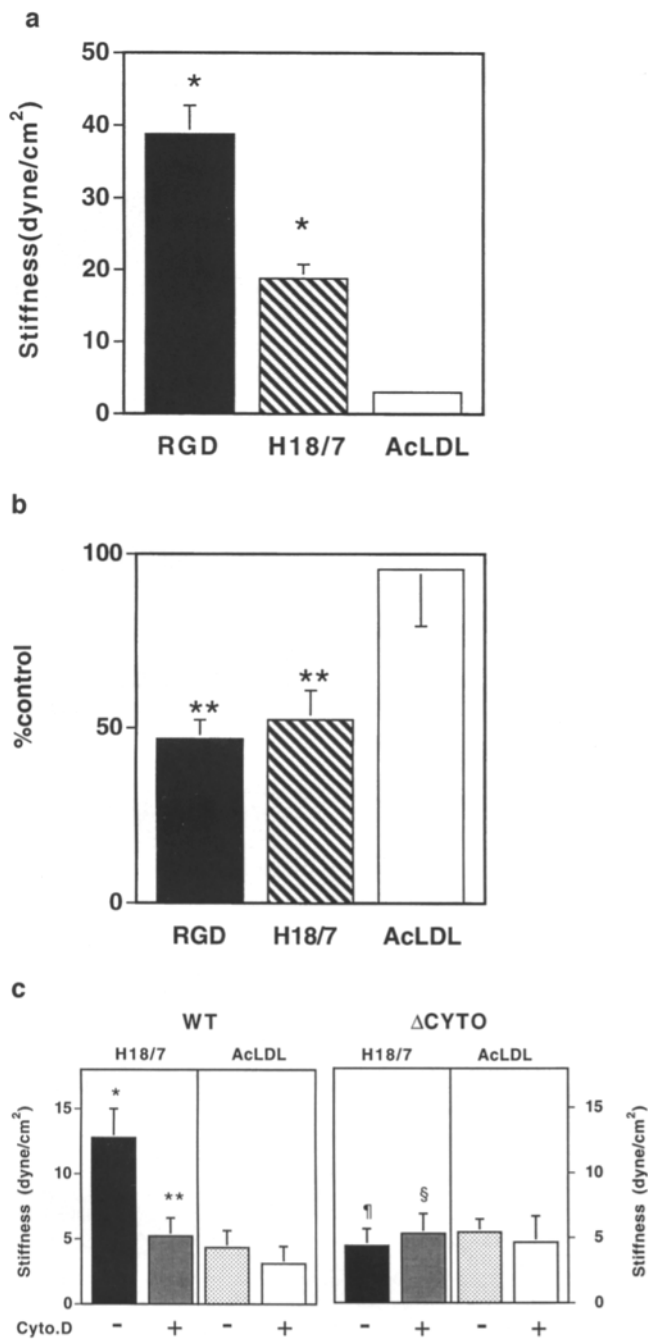 a
Stiffness(dyne/cm²)
50
40
30
20
10
0
*
*
RGD H18/7 AcLDL
b
%control
100
50
0
**
**
RGD H18/7 AcLDL
c
WT ΔCYTO
H18/7 AcLDL H18/7 AcLDL
Stiffness (dyne/cm²)
15
10
5
0
*
**
¶
§
15
10
5
0
Stiffness (dyne/cm²)
Cyto.D - + - + - + - +